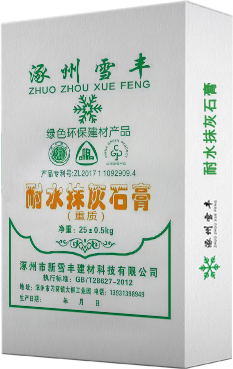 涿州雪丰
ZHUO ZHOU XUE FENG
绿色环保建材产品
产品专利号:ZL2017 1 1092909.4
耐水抹灰石膏
(重质)
净重: 25±0.5kg
涿州市新雪丰建材科技有限公司
执行标准: GB/T28627-2012
生产日期: 年 月 日
耐水抹灰石膏
涿州雪丰